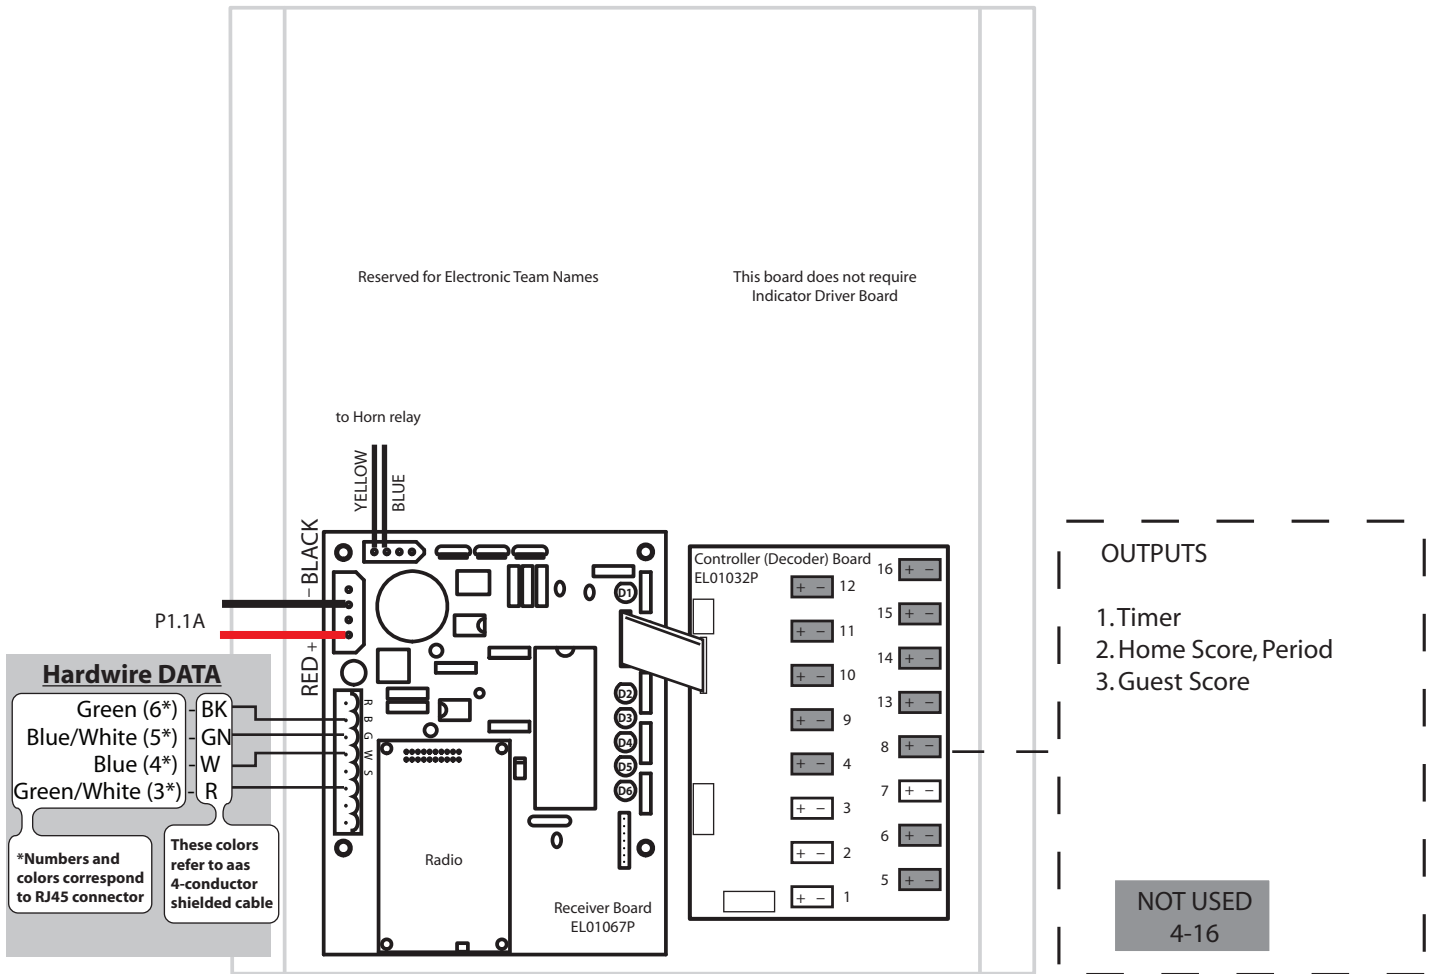 Reserved for Electronic Team Names
This board does not require
Indicator Driver Board
to Horn relay
YELLOW
BLUE
- BLACK
RED +
P1.1A
Hardwire DATA
Green (6*) - BK
Blue/White (5*) - GN
Blue (4*) - W
Green/White (3*) - R
*Numbers and
colors correspond
to RJ45 connector
These colors
refer to aas
4-conductor
shielded cable
R
B
G
W
S
D1
D2
D3
D4
D5
D6
Radio
Receiver Board
EL01067P
Controller (Decoder) Board
EL01032P
+ - 12
+ - 11
+ - 10
+ - 9
+ - 4
+ - 3
+ - 2
+ - 1
16 + -
15 + -
14 + -
13 + -
8 + -
7 + -
6 + -
5 + -
OUTPUTS
1. Timer
2. Home Score, Period
3. Guest Score
NOT USED
4-16